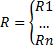 R = { R1
...
Rn